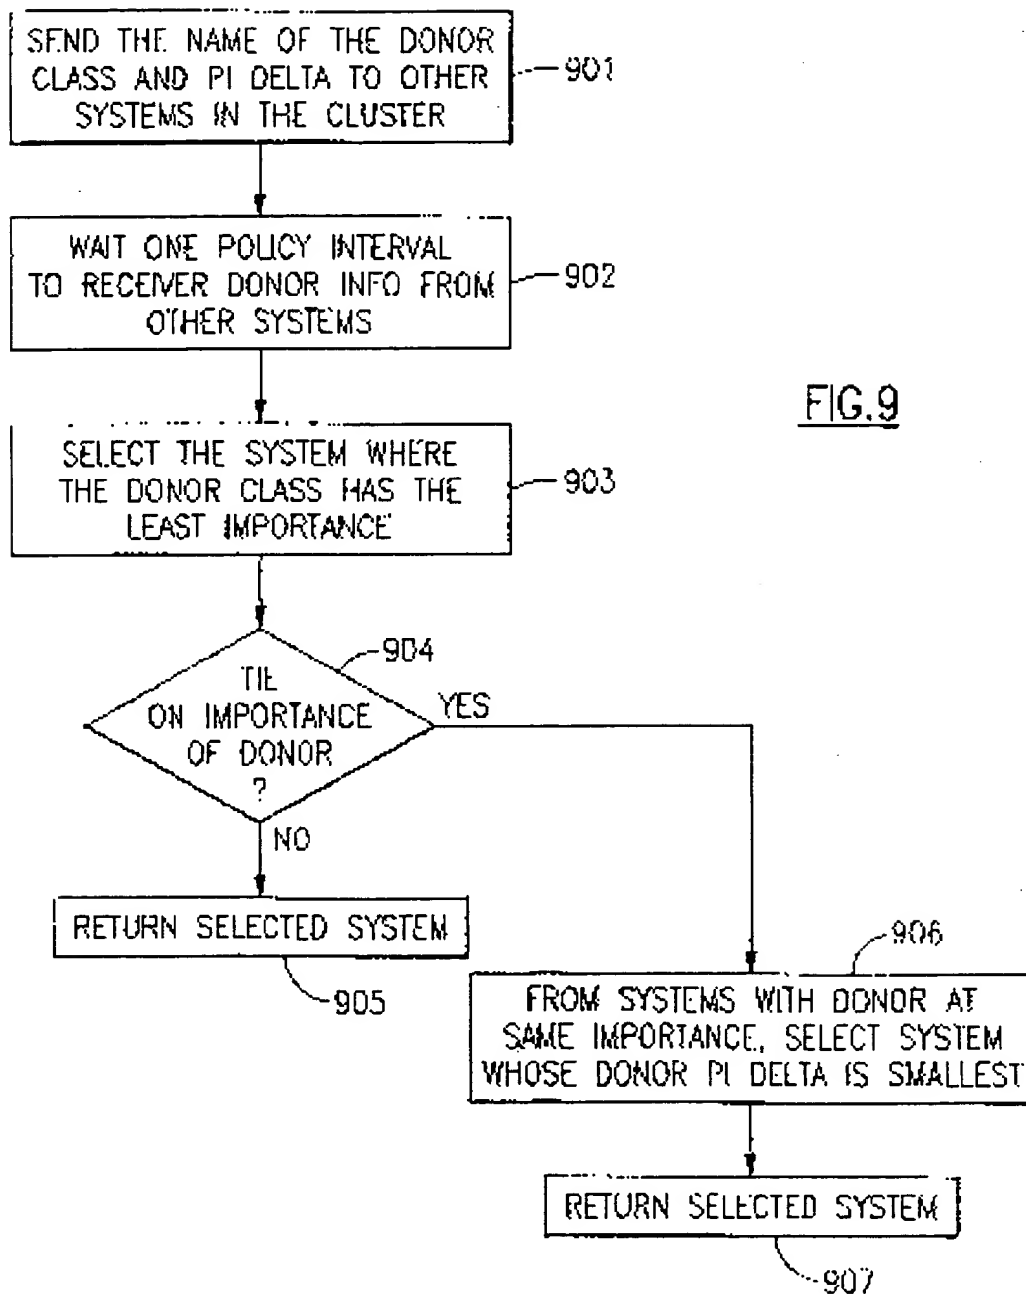 SEND THE NAME OF THE DONOR
CLASS AND PI DELTA TO OTHER
SYSTEMS IN THE CLUSTER
901
WAIT ONE POLICY INTERVAL
TO RECEIVER DONOR INFO FROM
OTHER SYSTEMS
902
FIG.9
SELECT THE SYSTEM WHERE
THE DONOR CLASS HAS THE
LEAST IMPORTANCE
903
904
TIE
ON IMPORTANCE
OF DONOR
?
YES
NO
RETURN SELECTED SYSTEM
905
906
FROM SYSTEMS WITH DONOR AT
SAME IMPORTANCE, SELECT SYSTEM
WHOSE DONOR PI DELTA IS SMALLEST
RETURN SELECTED SYSTEM
907